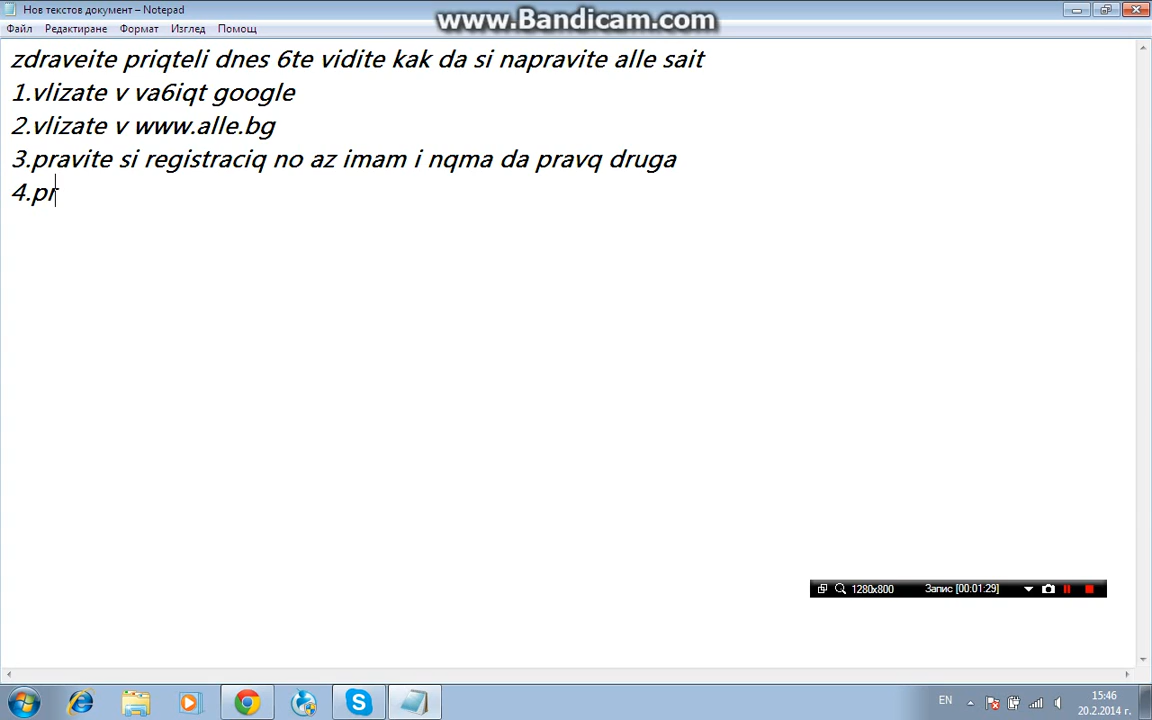 Нов текстов документ – Notepad
www.Bandicam.com
Файл Редактиране Формат Изглед Помощ
zdraveite priqteli dnes 6te vidite kak da si napravite alle sait
1.vlizate v va6iqt google
2.vlizate v www.alle.bg
3.pravite si registraciq no az imam i nqma da pravq druga
4.pr
1280x800 Запис [00:01:29]
EN 15:46
20.2.2014 г.